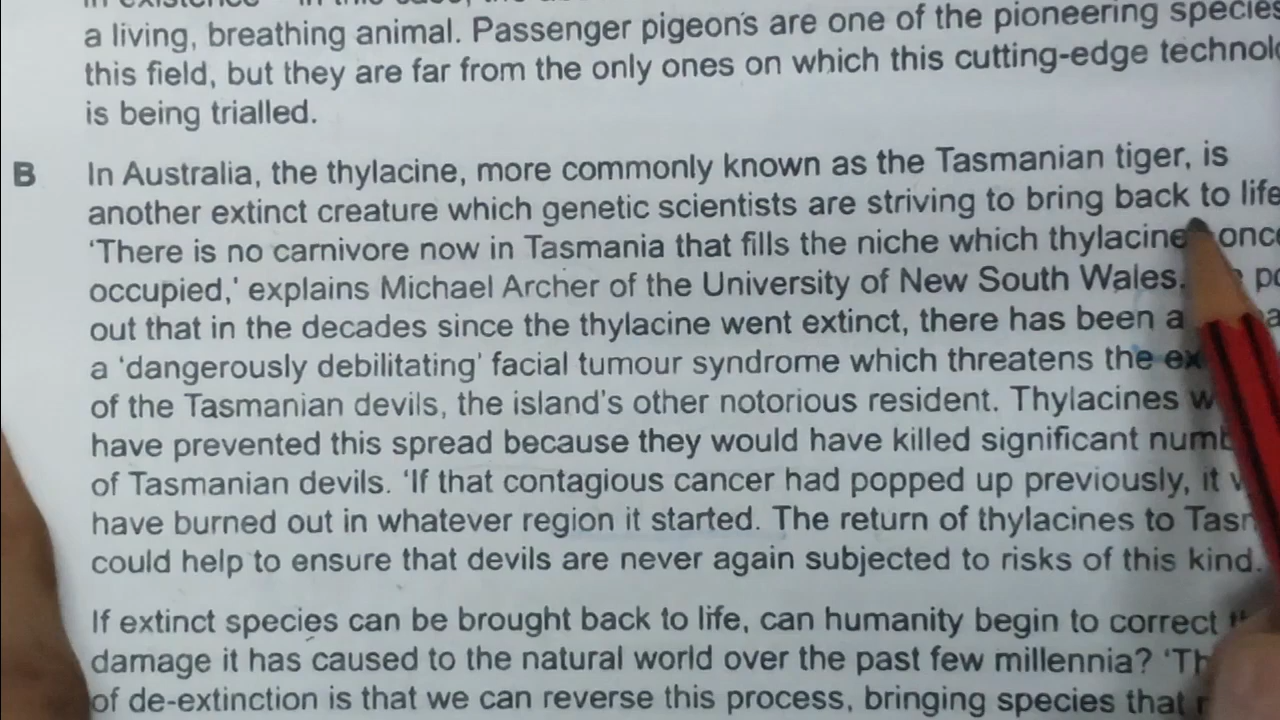 a living, breathing animal. Passenger pigeons are one of the pioneering species
this field, but they are far from the only ones on which this cutting-edge
is being trialled.
B In Australia, the thylacine, more commonly known as the Tasmanian tiger, is
another extinct creature which genetic scientists are striving to bring back to life
‘There is no carnivore now in Tasmania that fills the niche which
occupied,’ explains Michael Archer of the University of New South Wales.
out that in the decades since the thylacine went extinct, there has been a
a ‘dangerously debilitating’ facial tumour syndrome which threatens the
of the Tasmanian devils, the island’s other notorious resident. Thylacines
have prevented this spread because they would have killed significant
of Tasmanian devils. ‘If that contagious cancer had popped up previously, it
have burned out in whatever region it started. The return of thylacines to
could help to ensure that devils are never again subjected to risks of this kind.
If extinct species can be brought back to life, can humanity begin to correct
damage it has caused to the natural world over the past few millennia?
of de-extinction is that we can reverse this process, bringing species that